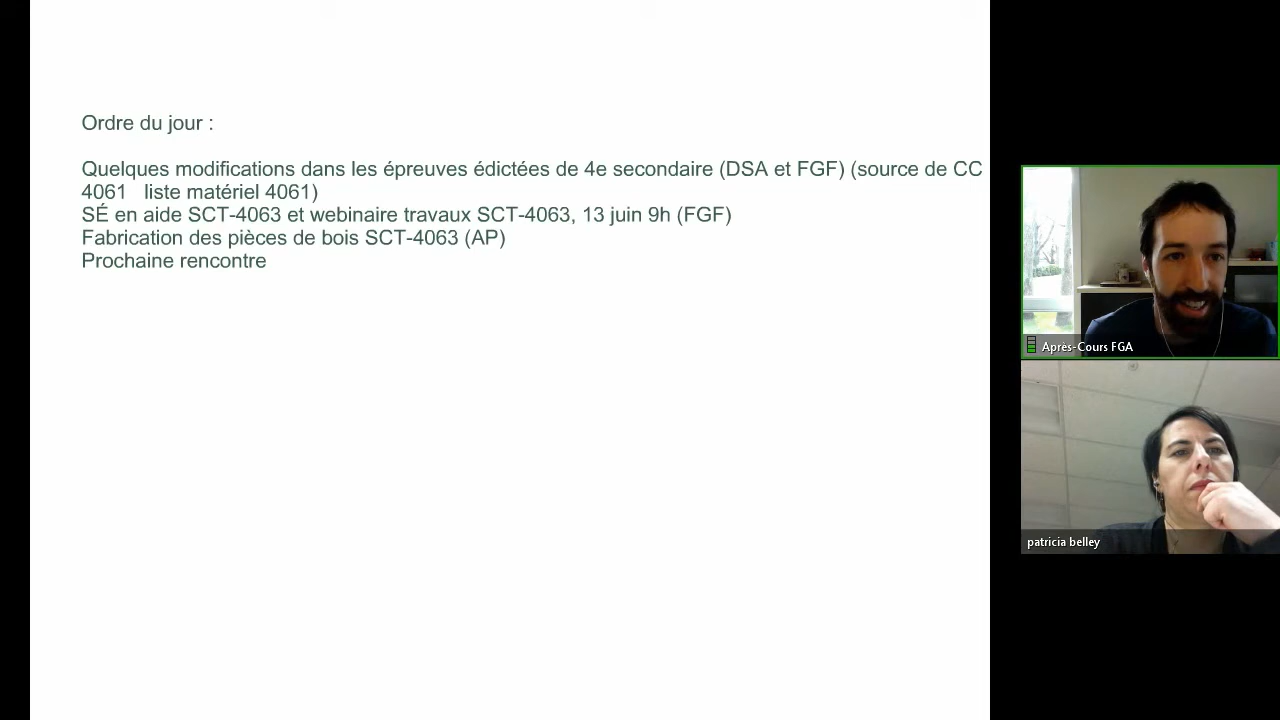 Ordre du jour :
Quelques modifications dans les épreuves édictées de 4e secondaire (DSA et FGF) (source de CC
4061 liste matériel 4061)
SÉ en aide SCT-4063 et webinaire travaux SCT-4063, 13 juin 9h (FGF)
Fabrication des pièces de bois SCT-4063 (AP)
Prochaine rencontre
Après-Cours FGA
patricia belley